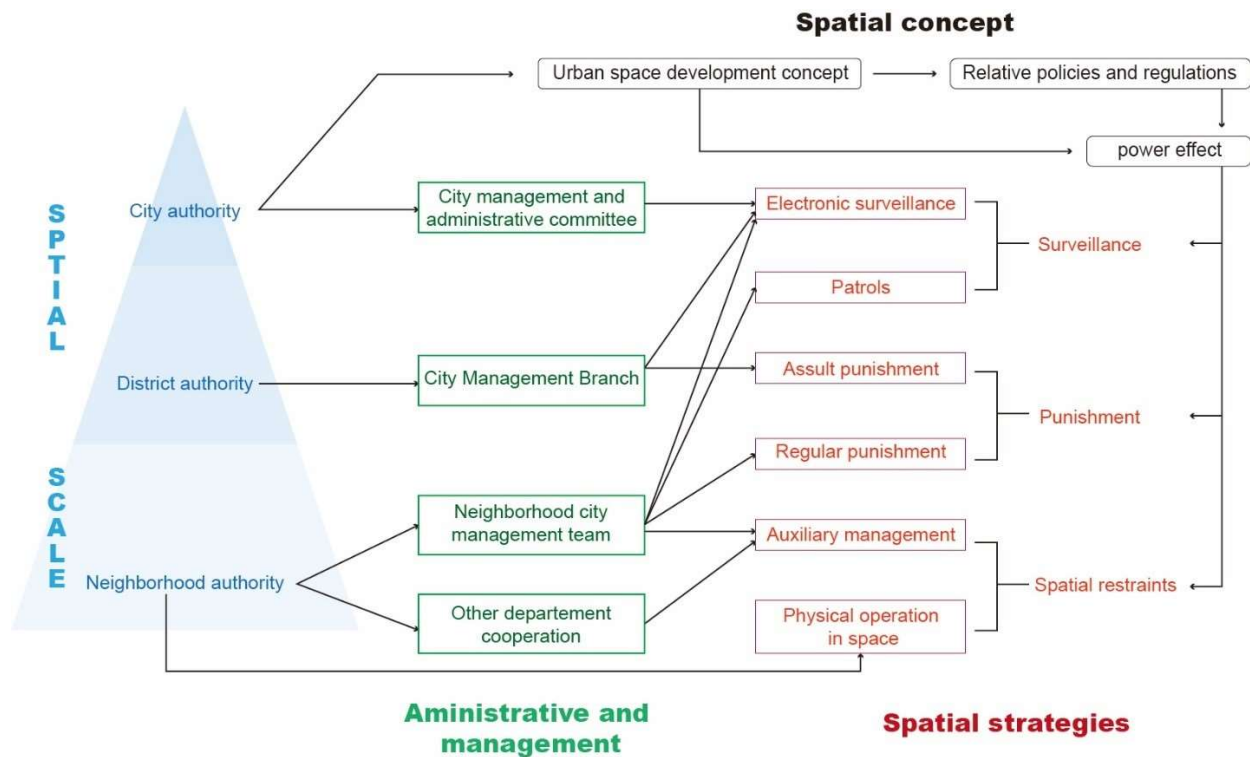 Spatial concept
Urban space development concept
Relative policies and regulations
power effect
SPTIAL
SCALE
City authority
District authority
Neighborhood authority
City management and
administrative committee
City Management Branch
Neighborhood city
management team
Other departement
cooperation
Electronic surveillance
Patrols
Assult punishment
Regular punishment
Auxiliary management
Physical operation
in space
Surveillance
Punishment
Spatial restraints
Aministrative and
management
Spatial strategies